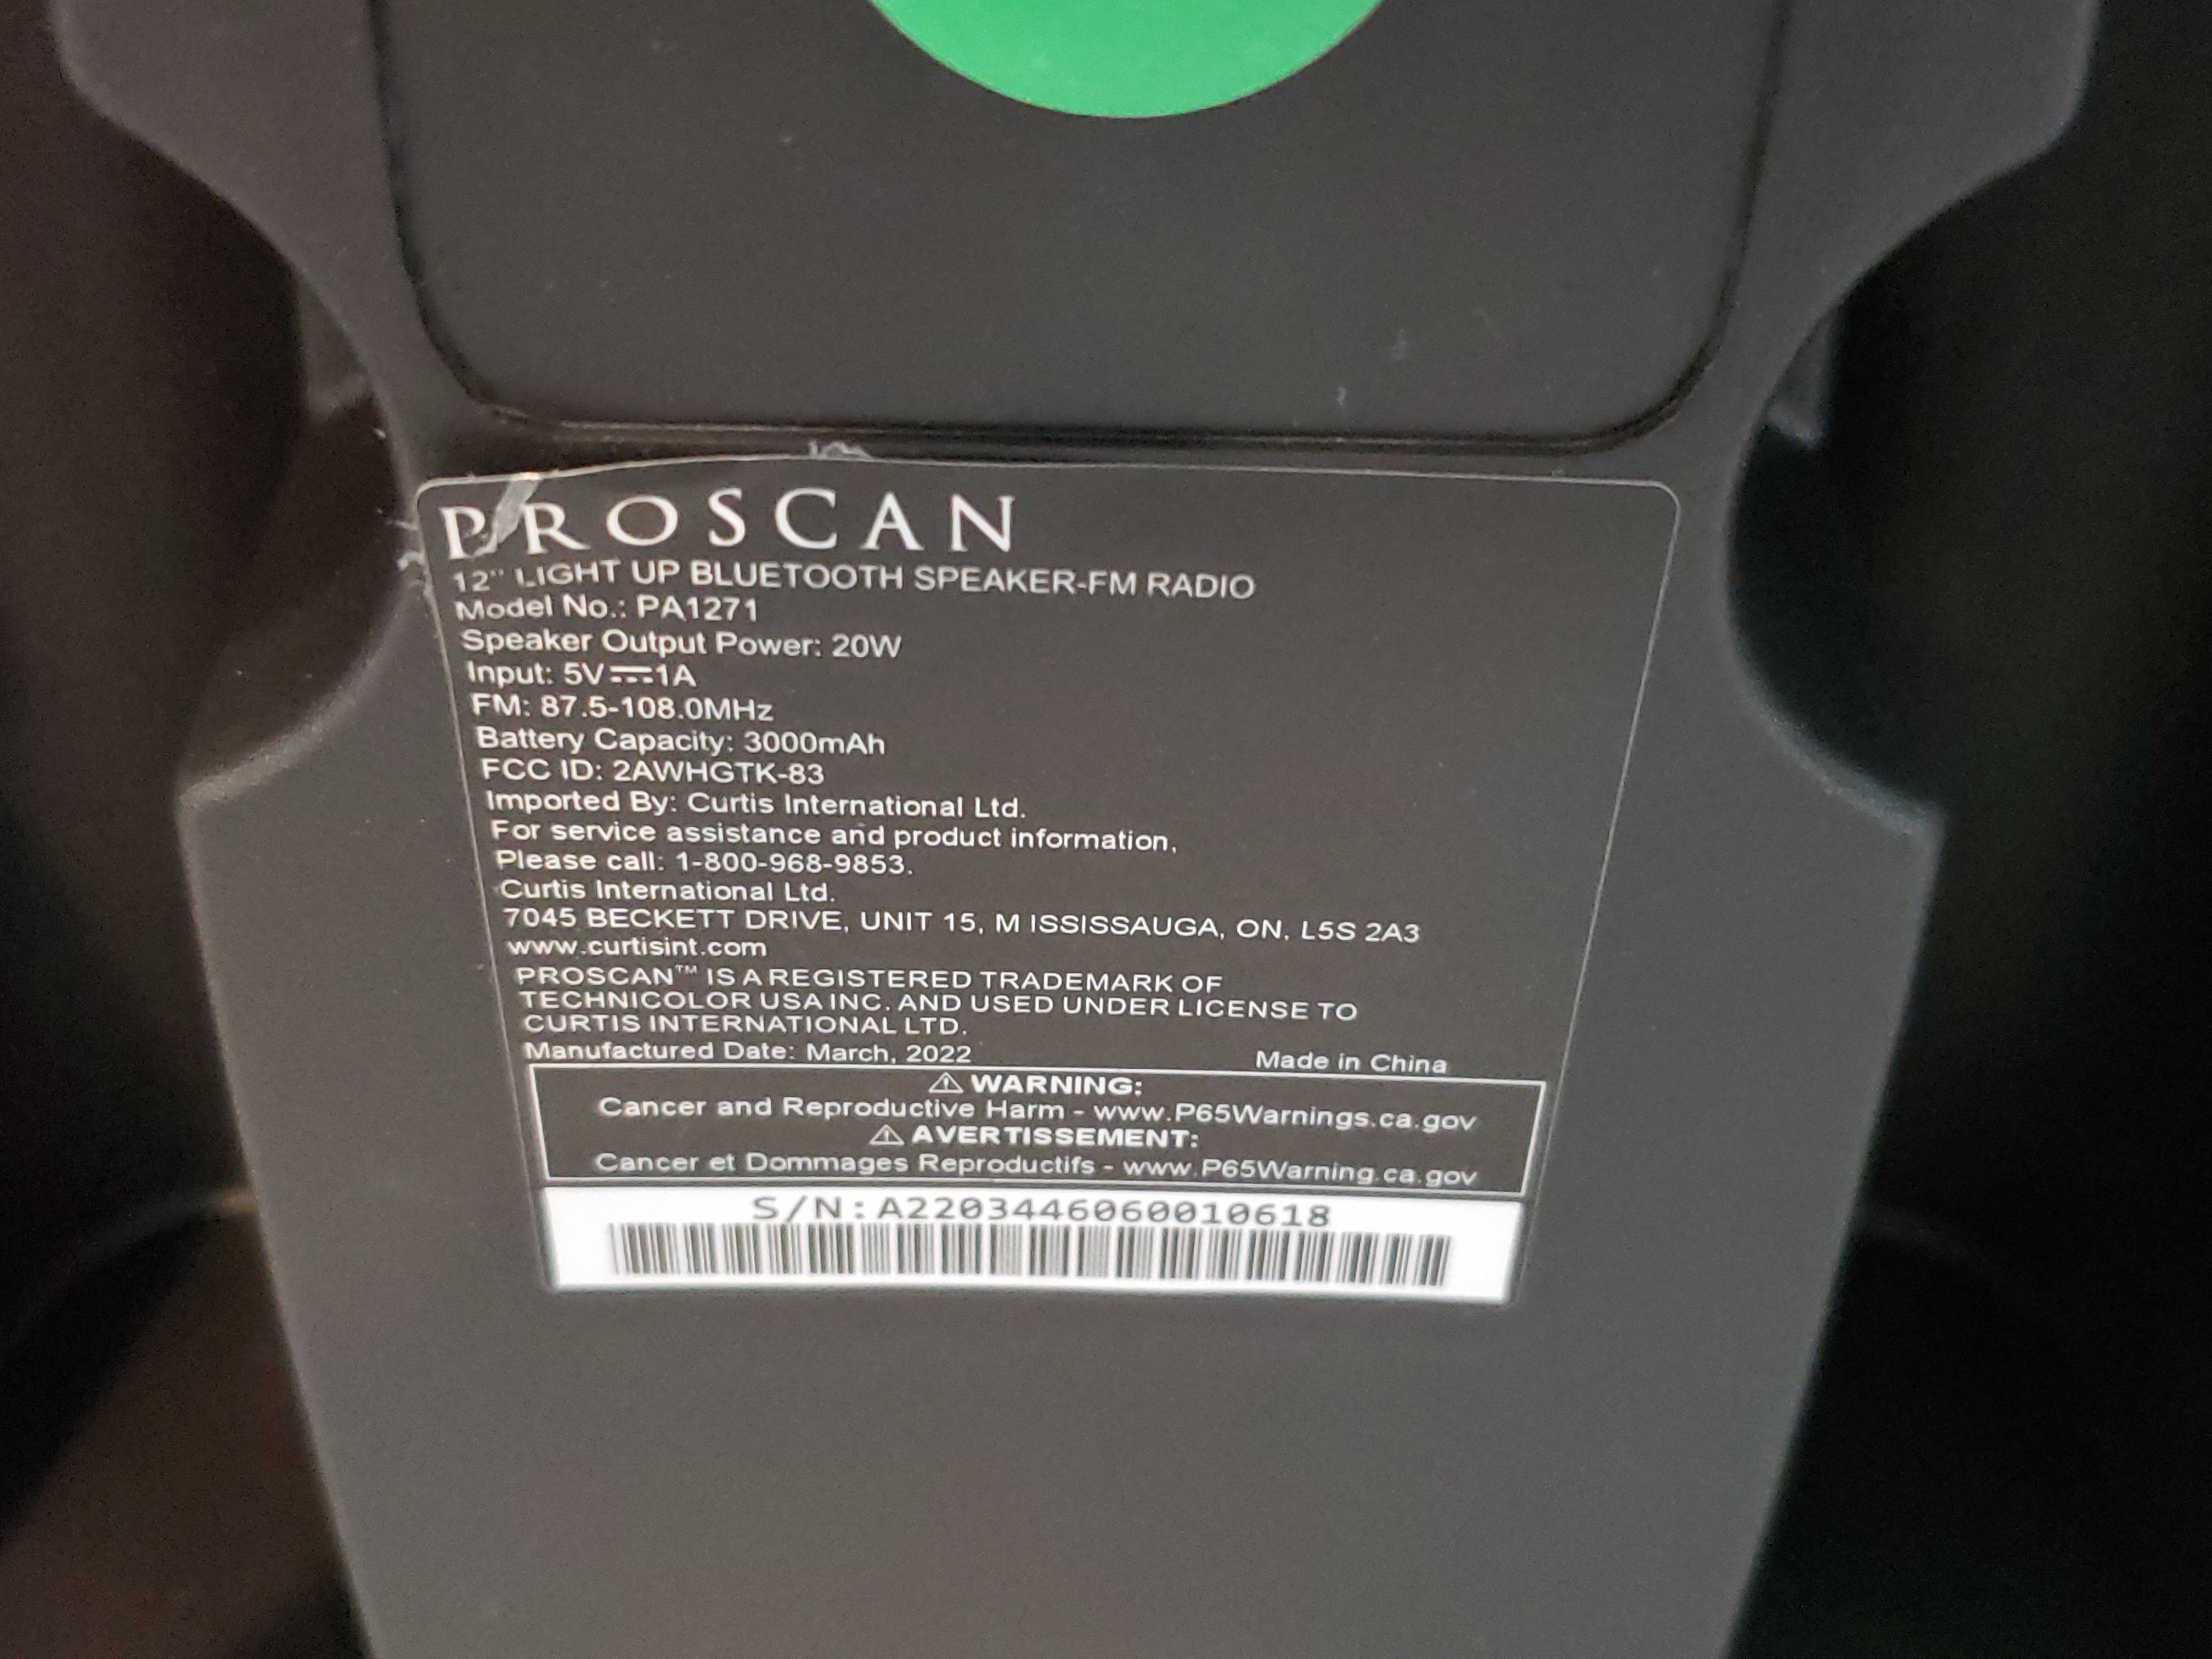 PROSCAN
12" LIGHT UP BLUETOOTH SPEAKER-FM RADIO
Model No.: PA1271
Speaker Output Power: 20W
Input: 5V⎓1A
FM: 87.5-108.0MHz
Battery Capacity: 3000mAh
FCC ID: 2AWHGTK-83
Imported By: Curtis International Ltd.
For service assistance and product information,
Please call: 1-800-968-9853.
Curtis International Ltd.
7045 BECKETT DRIVE, UNIT 15, M ISSISSAUGA, ON, L5S 2A3
www.curtisint.com
PROSCAN™ IS A REGISTERED TRADEMARK OF
TECHNICOLOR USA INC. AND USED UNDER LICENSE TO
CURTIS INTERNATIONAL LTD.
Manufactured Date: March, 2022 Made in China
⚠ WARNING:
Cancer and Reproductive Harm - www.P65Warnings.ca.gov
⚠ AVERTISSEMENT:
Cancer et Dommages Reproductifs - www.P65Warning.ca.gov
S/N:A2203446060010618